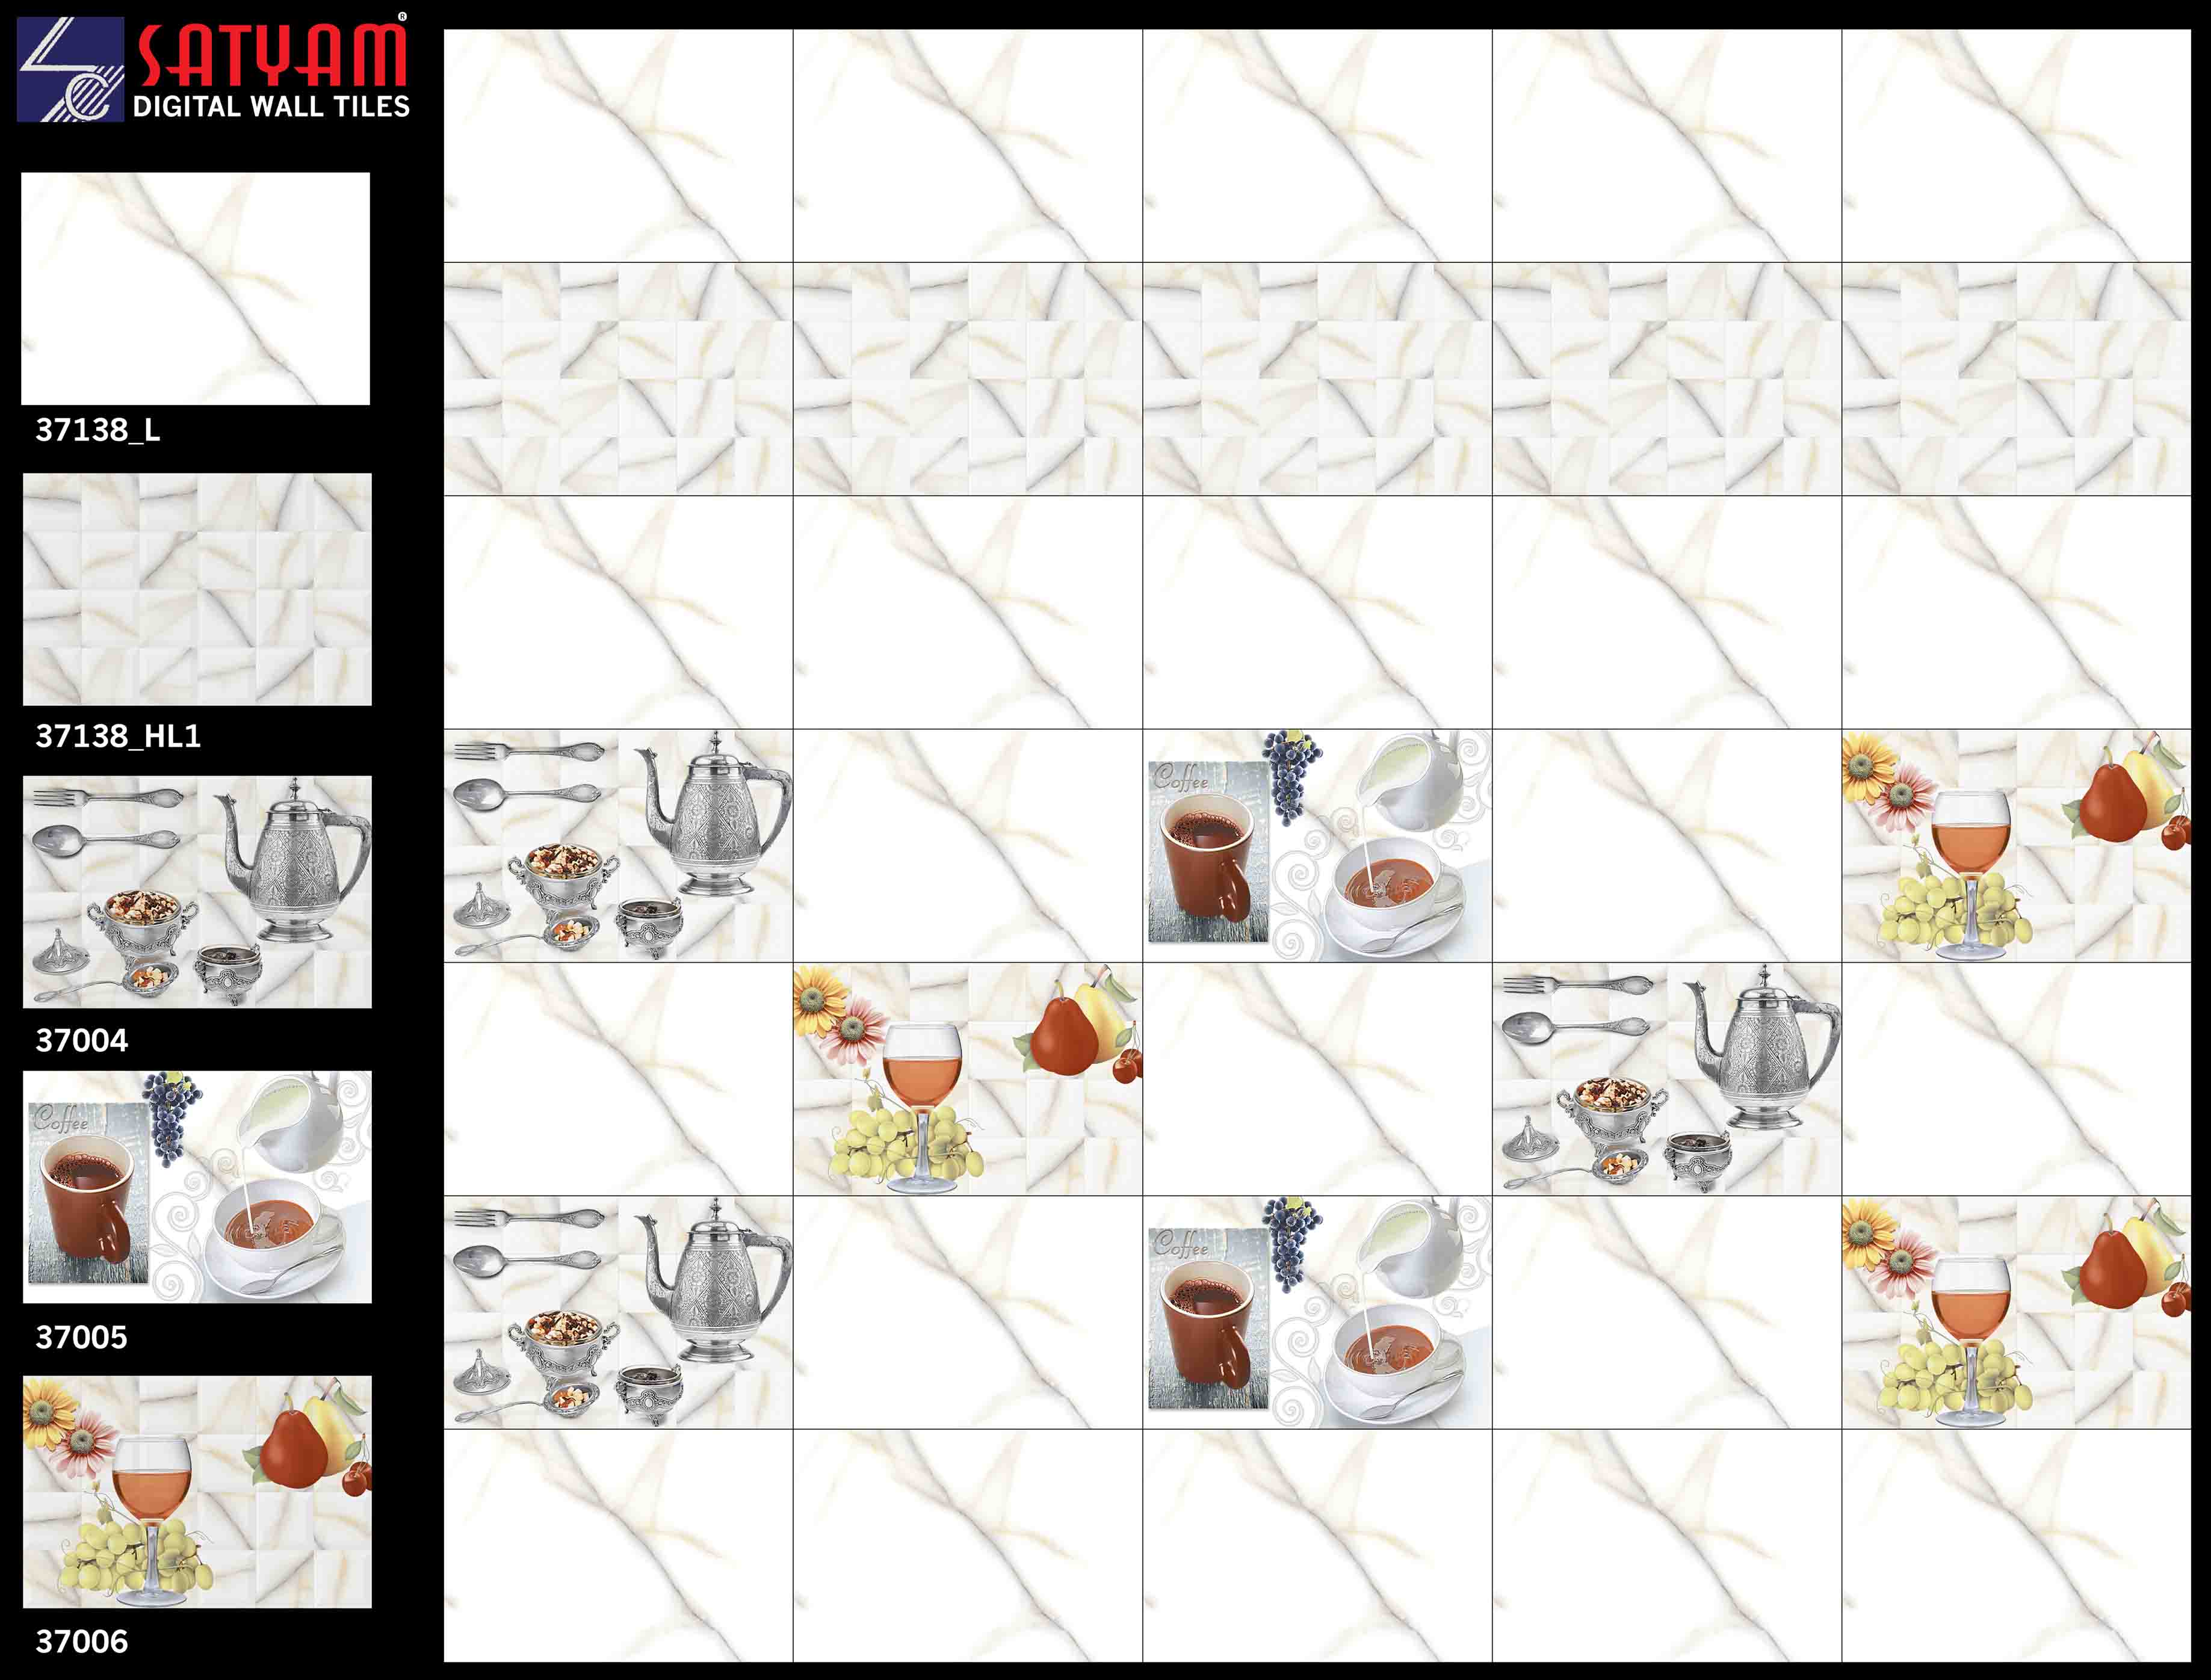 SATYAM®
DIGITAL WALL TILES
37138_L
37138_HL1
37004
Coffee
37005
37006
Coffee
Coffee